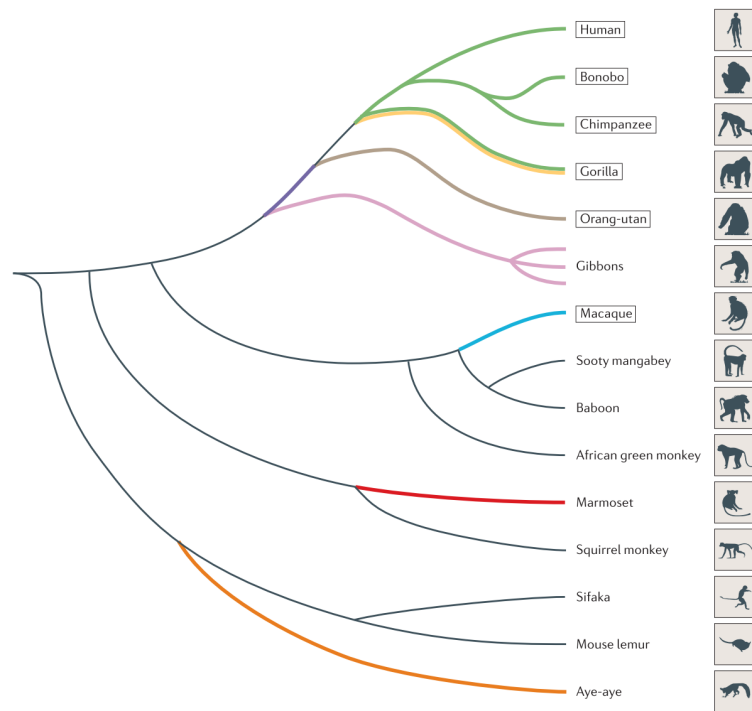 Human
Bonobo
Chimpanzee
Gorilla
Orang-utan
Gibbons
Macaque
Sooty mangabey
Baboon
African green monkey
Marmoset
Squirrel monkey
Sifaka
Mouse lemur
Aye-aye